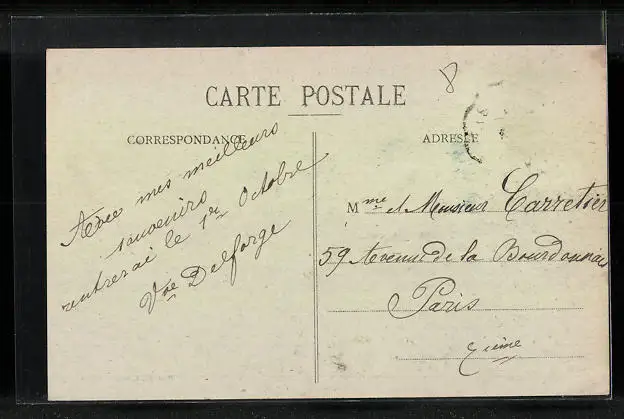 8
CARTE POSTALE
CORRESPONDANCE
Avec mes meilleurs
souvenirs
rentrerai le 1er Octobre
Vve Delforge
ADRESSE
Mme et Monsieur Carretier
59 Avenue de la Bourdonnais
Paris
7ième